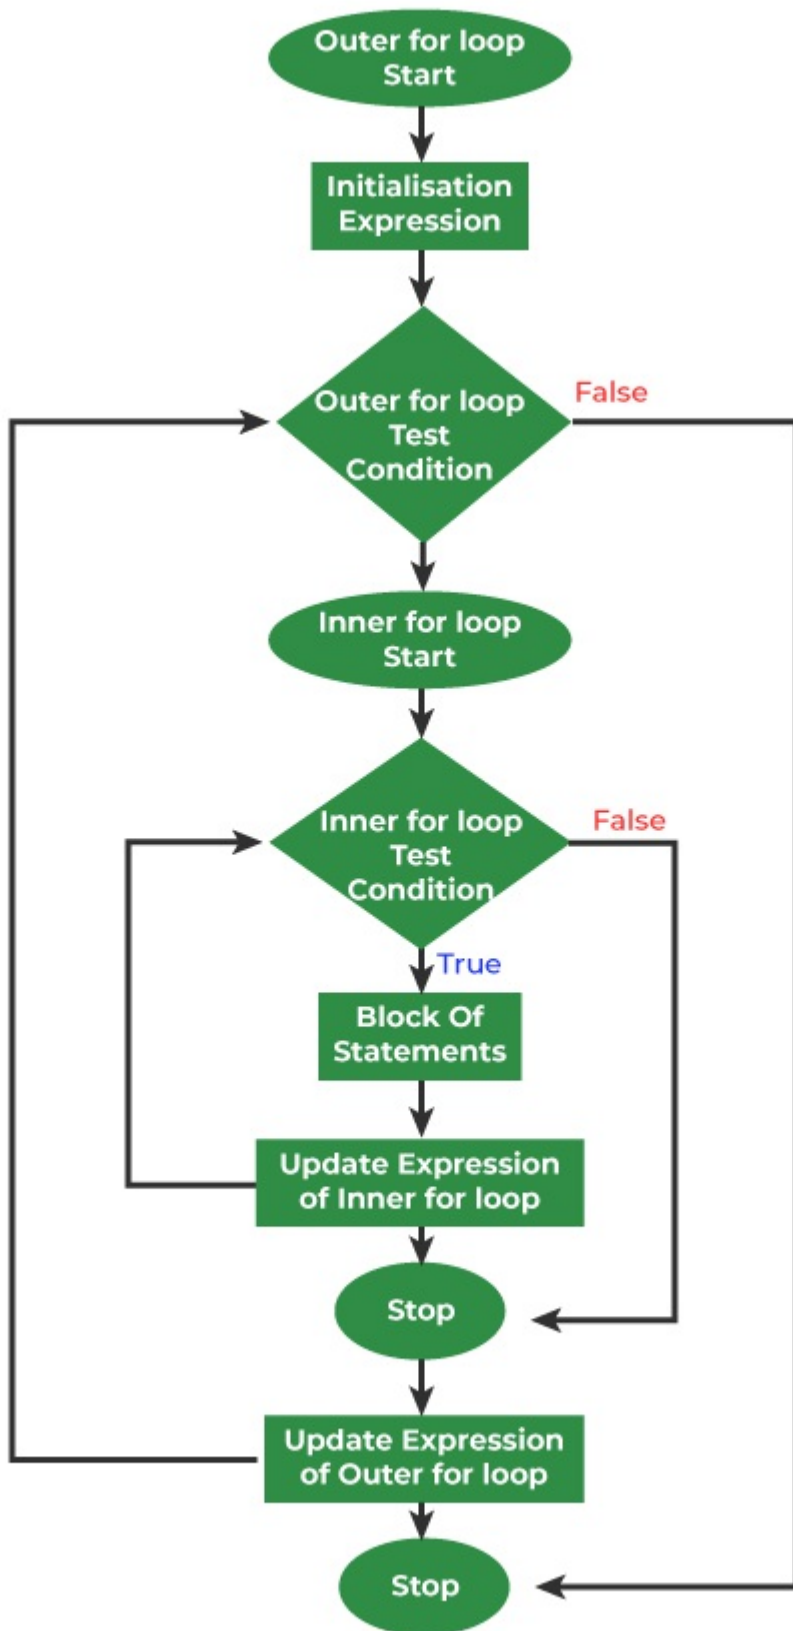 Outer for loop
Start
Initialisation
Expression
Outer for loop
Test
Condition
False
Inner for loop
Start
Inner for loop
Test
Condition
False
True
Block Of
Statements
Update Expression
of Inner for loop
Stop
Update Expression
of Outer for loop
Stop